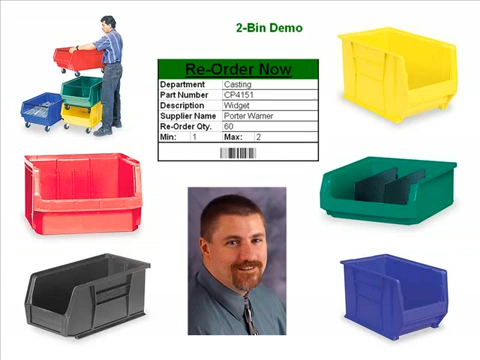 2-Bin Demo
Re-Order Now
Department Casting
Part Number CP4151
Description Widget
Supplier Name Porter Warner
Re-Order Qty. 60
Min: 1 Max: 2